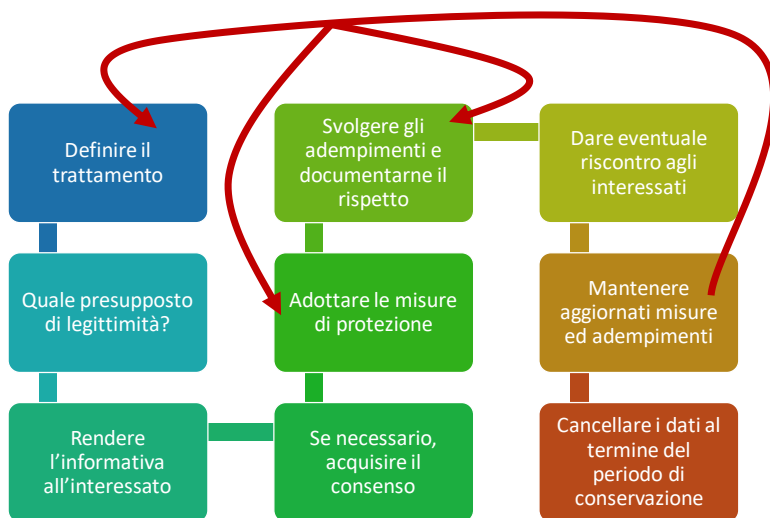 Definire il
trattamento
Quale presupposto
di legittimità?
Rendere
l’informativa
all’interessato
Se necessario,
acquisire il
consenso
Adottare le misure
di protezione
Svolgere gli
adempimenti e
documentarne il
rispetto
Dare eventuale
riscontro agli
interessati
Mantenere
aggiornati misure
ed adempimenti
Cancellare i dati al
termine del
periodo di
conservazione